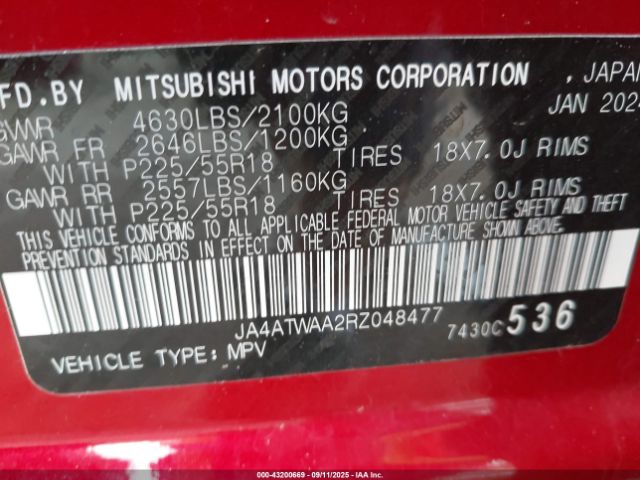 FD.BY MITSUBISHI MOTORS CORPORATION , JAPAN
JAN 202
GWR 4630LBS/2100KG
GAWR FR 2646LBS/1200KG
WITH P225/55R18 TIRES 18X7.0J RIMS
GAWR RR 2557LBS/1160KG
WITH P225/55R18 TIRES 18X7.0J RIMS
THIS VEHICLE CONFORMS TO ALL APPLICABLE FEDERAL MOTOR VEHICLE SAFETY AND THEFT
PREVENTION STANDARDS IN EFFECT ON THE DATE OF MANUFACTURE SHOWN ABOVE.
JA4ATWAA2RZ048477 7430C 536
VEHICLE TYPE: MPV
000-43200669 - 09/11/2025 - IAA Inc.